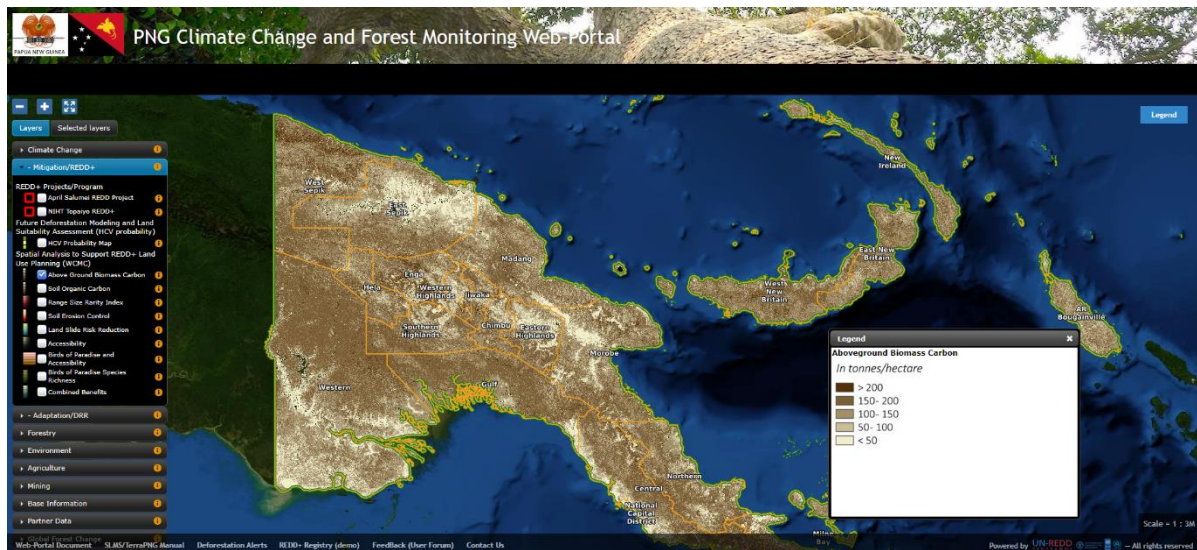 PAPUA NEW GUINEA
PNG Climate Change and Forest Monitoring Web-Portal
Legend
Layers
Selected layers
Climate Change
- Mitigation/REDD+
REDD+ Projects/Program
April Salumei REDD Project
NIHT Topaiyo REDD+
Future Deforestation Modeling and Land
Suitability Assessment (HCV probability)
HCV Probability Map
Spatial Analysis to Support REDD+ Land
Use Planning (WCMC)
Above Ground Biomass Carbon
Soil Organic Carbon
Range Size Rarity Index
Soil Erosion Control
Land Slide Risk Reduction
Accessibility
Birds of Paradise and
Accessibility
Birds of Paradise Species
Richness
Combined Benefits
- Adaptation/DRR
Forestry
Environment
Agriculture
Mining
Base Information
Partner Data
Global Forest Change
West
Sepik
East
Sepik
Madang
Enga
Hela
Western
Highlands
Jiwaka
Southern
Highlands
Chimbu
Eastern
Highlands
Morobe
Western
Gulf
Northern
Central
National
Capital
District
Milne
Bay
New
Ireland
East New
Britain
West
New
Britain
AR
Bougainville
Legend
x
Aboveground Biomass Carbon
In tonnes/hectare
> 200
150- 200
100- 150
50- 100
< 50
Scale = 1 : 3M
Web-Portal Document
SLMS/TerraPNG Manual
Deforestation Alerts
REDD+ Registry (demo)
FeedBack (User Forum)
Contact Us
Powered by UN-REDD
— All rights reserved